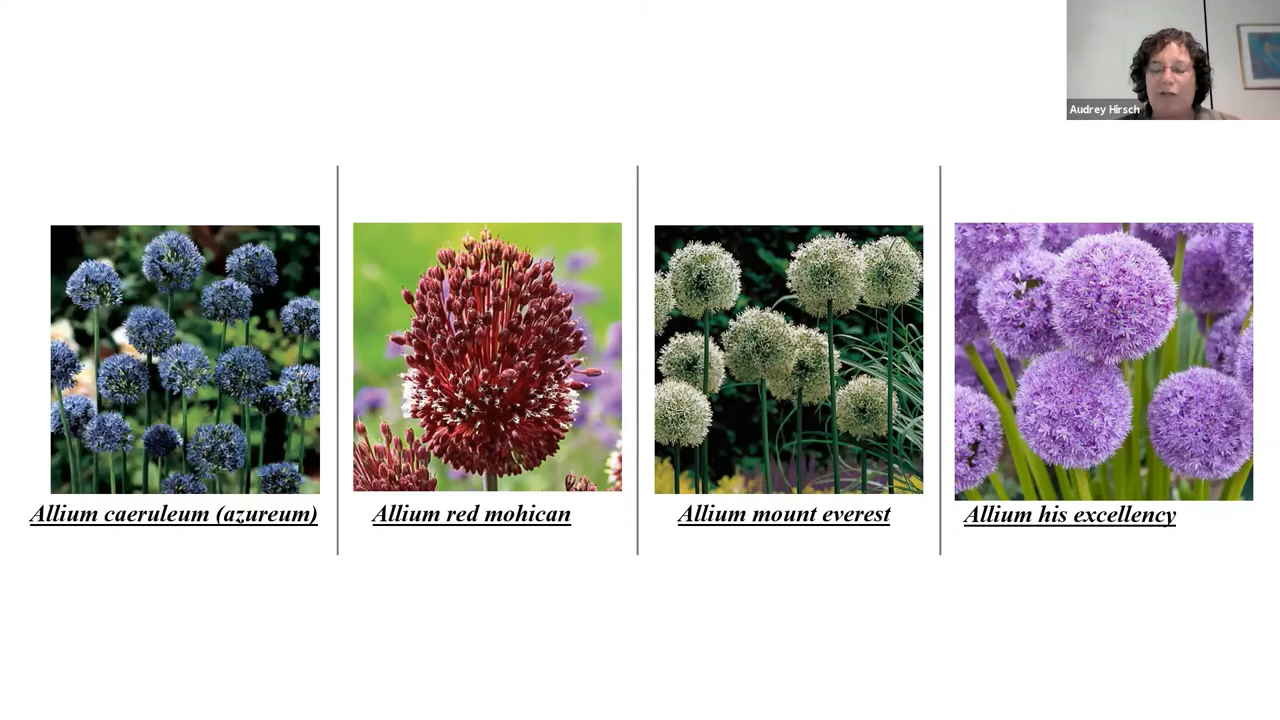 Audrey Hirsch
Allium caeruleum (azureum)
Allium red mohican
Allium mount everest
Allium his excellency